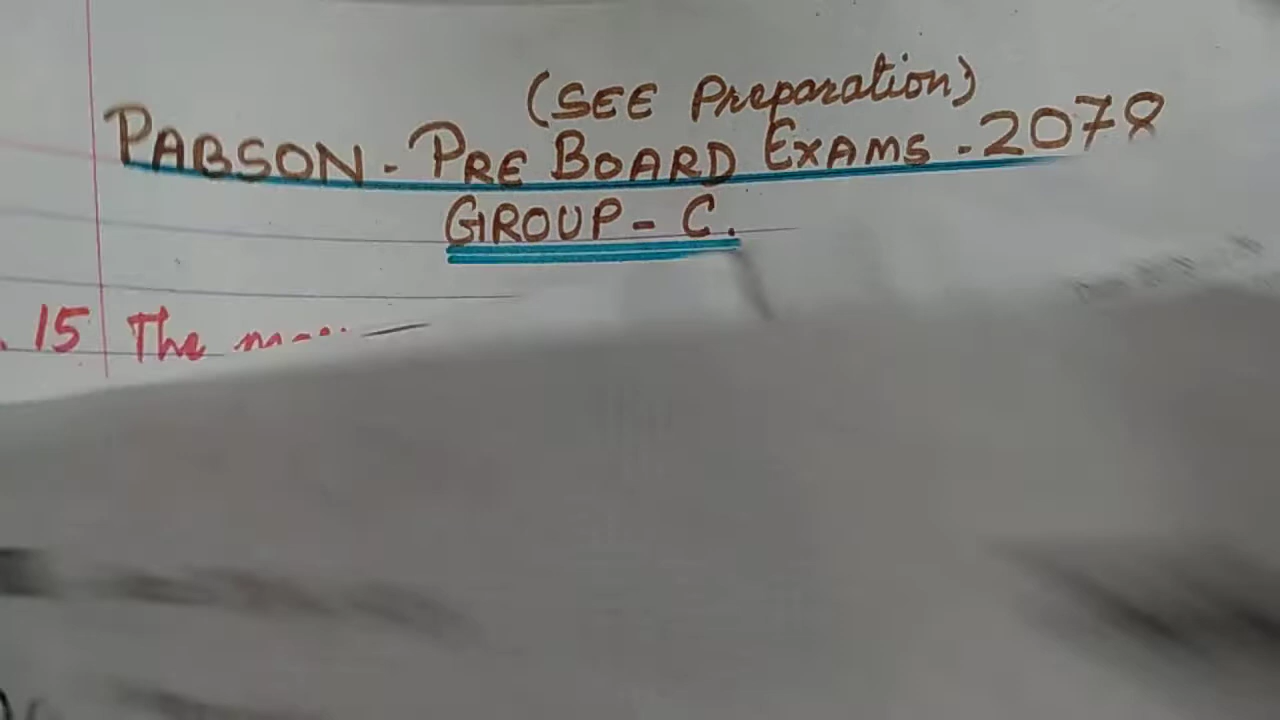 (SEE Preparation)
PABSON - PRE BOARD EXAMS - 2078
GROUP - C.
. 15 The